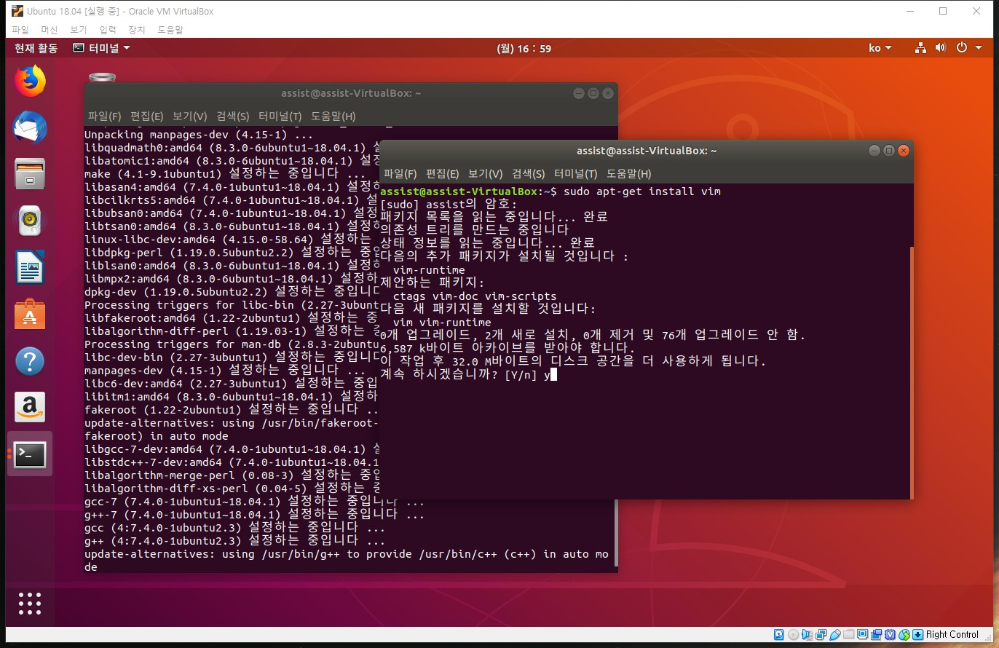 Ubuntu 18.04 [실행 중] - Oracle VM VirtualBox
파일 머신 보기 입력 장치 도움말
현재 활동 터미널 (월) 16 : 59 ko
assist@assist-VirtualBox: ~
파일(F) 편집(E) 보기(V) 검색(S) 터미널(T) 도움말(H)
Unpacking manpages-dev (4.15-1) ...
libquadmath0:amd64 (8.3.0-6ubuntu1~18.04.1)
libatomic1:amd64 (8.3.0-6ubuntu1~18.04.1) 설
make (4.1-9.1ubuntu1) 설정하는 중입니다 ...
libasan4:amd64 (7.4.0-1ubuntu1~18.04.1) 설정
libcilkrts5:amd64 (7.4.0-1ubuntu1~18.04.1) 설
libubsan0:amd64 (7.4.0-1ubuntu1~18.04.1) 설정
libtsan0:amd64 (8.3.0-6ubuntu1~18.04.1) 설정
linux-libc-dev:amd64 (4.15.0-58.64) 설정하는
libdpkg-perl (1.19.0.5ubuntu2.2) 설정하는 중
liblsan0:amd64 (8.3.0-6ubuntu1~18.04.1) 설정
libmpx2:amd64 (8.3.0-6ubuntu1~18.04.1) 설정하
dpkg-dev (1.19.0.5ubuntu2.2) 설정하는 중입니
Processing triggers for libc-bin (2.27-3ubunt
libfakeroot:amd64 (1.22-2ubuntu1) 설정하는 중
libalgorithm-diff-perl (1.19.03-1) 설정하는
Processing triggers for man-db (2.8.3-2ubuntu
libc-dev-bin (2.27-3ubuntu1) 설정하는 중입니
manpages-dev (4.15-1) 설정하는 중입니다 ...
libc6-dev:amd64 (2.27-3ubuntu1) 설정하는 중입
libitm1:amd64 (8.3.0-6ubuntu1~18.04.1) 설정하
fakeroot (1.22-2ubuntu1) 설정하는 중입니다 ..
update-alternatives: using /usr/bin/fakeroot-
fakeroot) in auto mode
libgcc-7-dev:amd64 (7.4.0-1ubuntu1~18.04.1)
libstdc++-7-dev:amd64 (7.4.0-1ubuntu1~18.04.1
libalgorithm-merge-perl (0.08-3) 설정하는 중
libalgorithm-diff-xs-perl (0.04-5) 설정하는
gcc-7 (7.4.0-1ubuntu1~18.04.1) 설정하는 중입니다 ...
g++-7 (7.4.0-1ubuntu1~18.04.1) 설정하는 중입니다 ...
gcc (4:7.4.0-1ubuntu2.3) 설정하는 중입니다 ...
g++ (4:7.4.0-1ubuntu2.3) 설정하는 중입니다 ...
update-alternatives: using /usr/bin/g++ to provide /usr/bin/c++ (c++) in auto mo
de
assist@assist-VirtualBox: ~
파일(F) 편집(E) 보기(V) 검색(S) 터미널(T) 도움말(H)
assist@assist-VirtualBox:~$ sudo apt-get install vim
[sudo] assist의 암호:
패키지 목록을 읽는 중입니다... 완료
의존성 트리를 만드는 중입니다
상태 정보를 읽는 중입니다... 완료
다음의 추가 패키지가 설치될 것입니다 :
vim-runtime
제안하는 패키지:
ctags vim-doc vim-scripts
다음 새 패키지를 설치할 것입니다:
vim vim-runtime
0개 업그레이드, 2개 새로 설치, 0개 제거 및 76개 업그레이드 안 함.
6,587 k바이트 아카이브를 받아야 합니다.
이 작업 후 32.0 M바이트의 디스크 공간을 더 사용하게 됩니다.
계속 하시겠습니까? [Y/n] y
Right Control